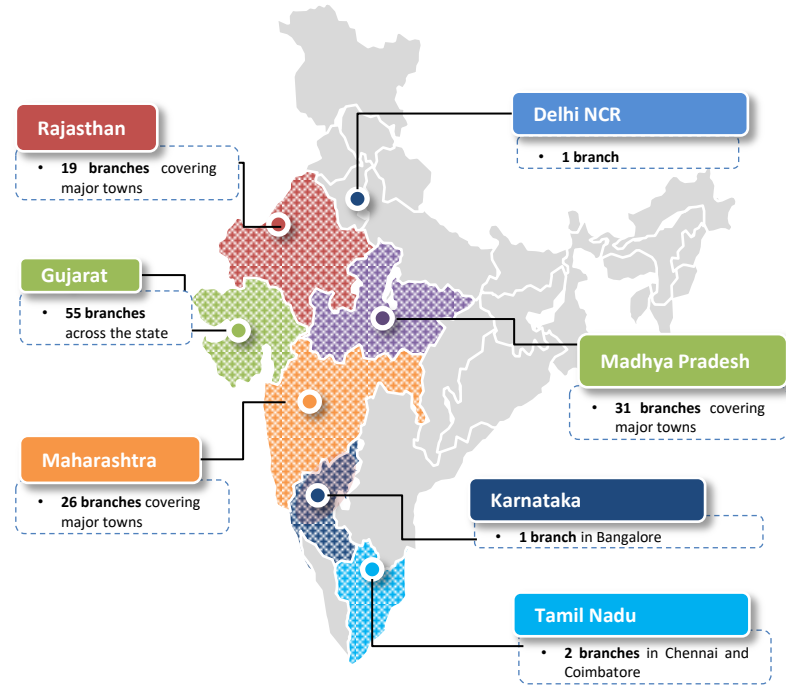 Rajasthan
• 19 branches covering
major towns
Delhi NCR
• 1 branch
Gujarat
• 55 branches
across the state
Madhya Pradesh
• 31 branches covering
major towns
Maharashtra
• 26 branches covering
major towns
Karnataka
• 1 branch in Bangalore
Tamil Nadu
• 2 branches in Chennai and
Coimbatore